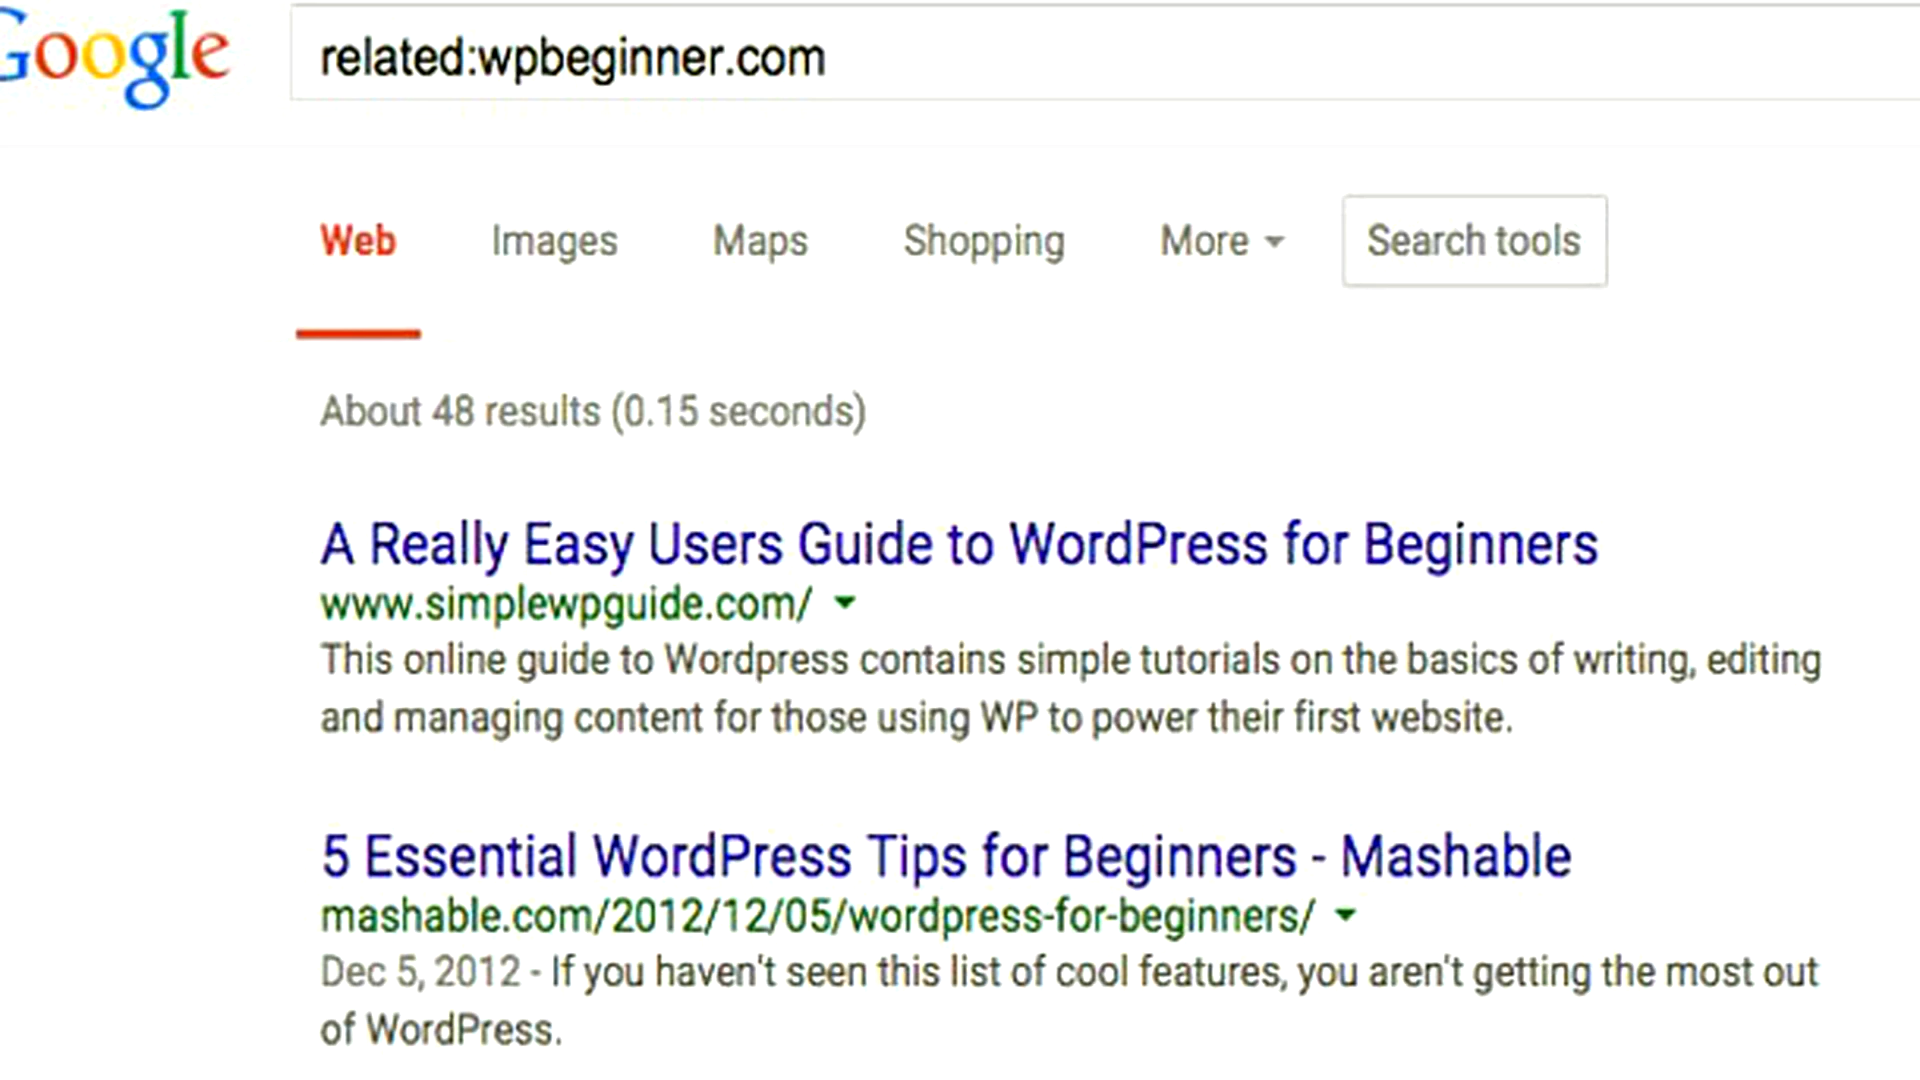 Google related:wpbeginner.com
Web Images Maps Shopping More Search tools
About 48 results (0.15 seconds)
A Really Easy Users Guide to WordPress for Beginners
www.simplewpguide.com/
This online guide to Wordpress contains simple tutorials on the basics of writing, editing
and managing content for those using WP to power their first website.
5 Essential WordPress Tips for Beginners - Mashable
mashable.com/2012/12/05/wordpress-for-beginners/
Dec 5, 2012 - If you haven't seen this list of cool features, you aren't getting the most out
of WordPress.